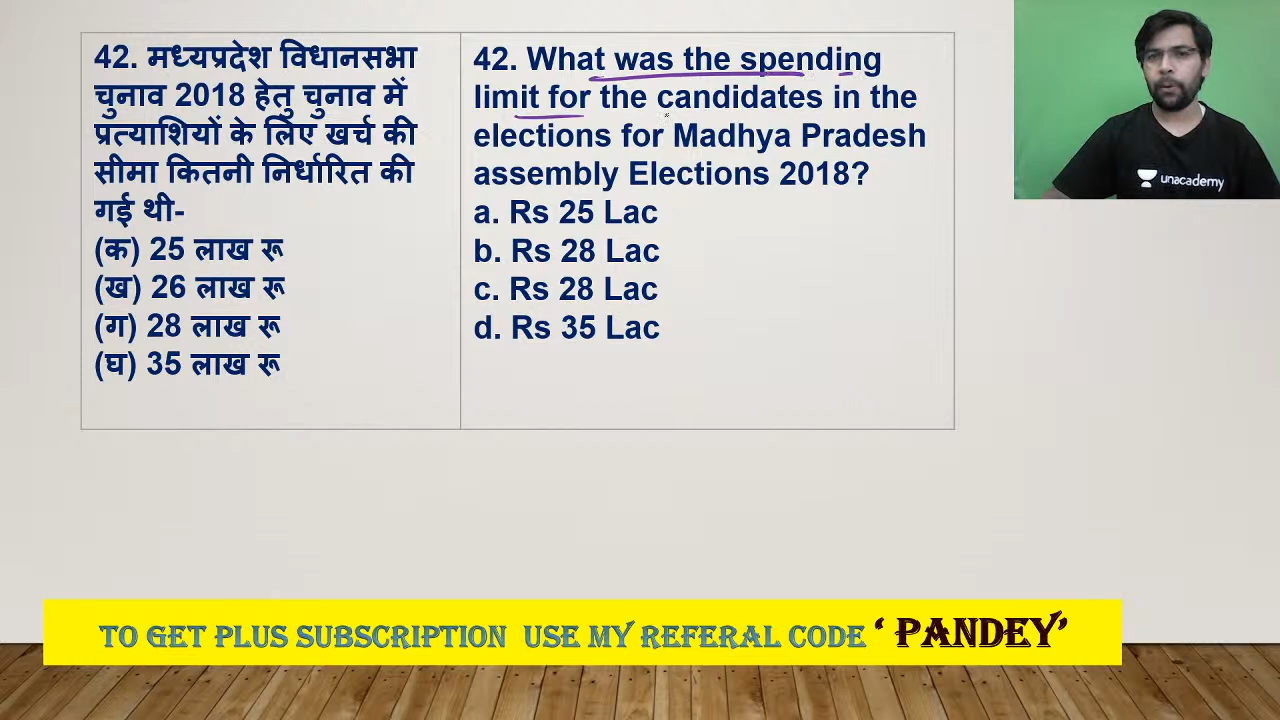 42. मध्यप्रदेश विधानसभा
चुनाव 2018 हेतु चुनाव में
प्रत्याशियों के लिए खर्च की
सीमा कितनी निर्धारित की
गई थी-
(क) 25 लाख रू
(ख) 26 लाख रू
(ग) 28 लाख रू
(घ) 35 लाख रू
42. What was the spending
limit for the candidates in the
elections for Madhya Pradesh
assembly Elections 2018?
a. Rs 25 Lac
b. Rs 28 Lac
c. Rs 28 Lac
d. Rs 35 Lac
unacademy
TO GET PLUS SUBSCRIPTION USE MY REFERAL CODE ‘ PANDEY’